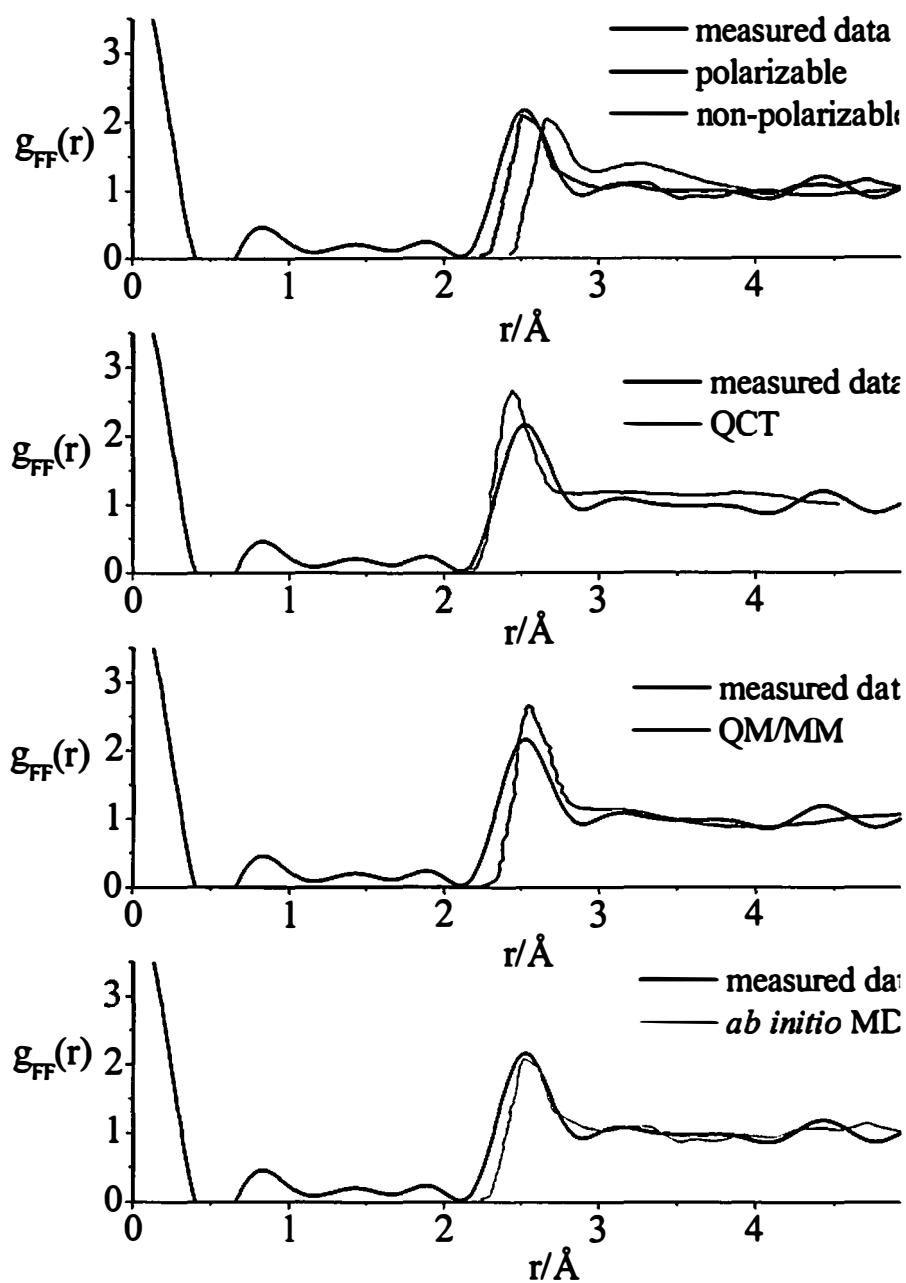 measured data
polarizable
non-polarizable
g_FF(r)
3
2
1
0
0 1 2 3 4
r/Å
measured data
QCT
g_FF(r)
3
2
1
0
0 1 2 3 4
r/Å
measured dat
QM/MM
g_FF(r)
3
2
1
0
0 1 2 3 4
r/Å
measured dat
ab initio MD
g_FF(r)
3
2
1
0
0 1 2 3 4
r/Å